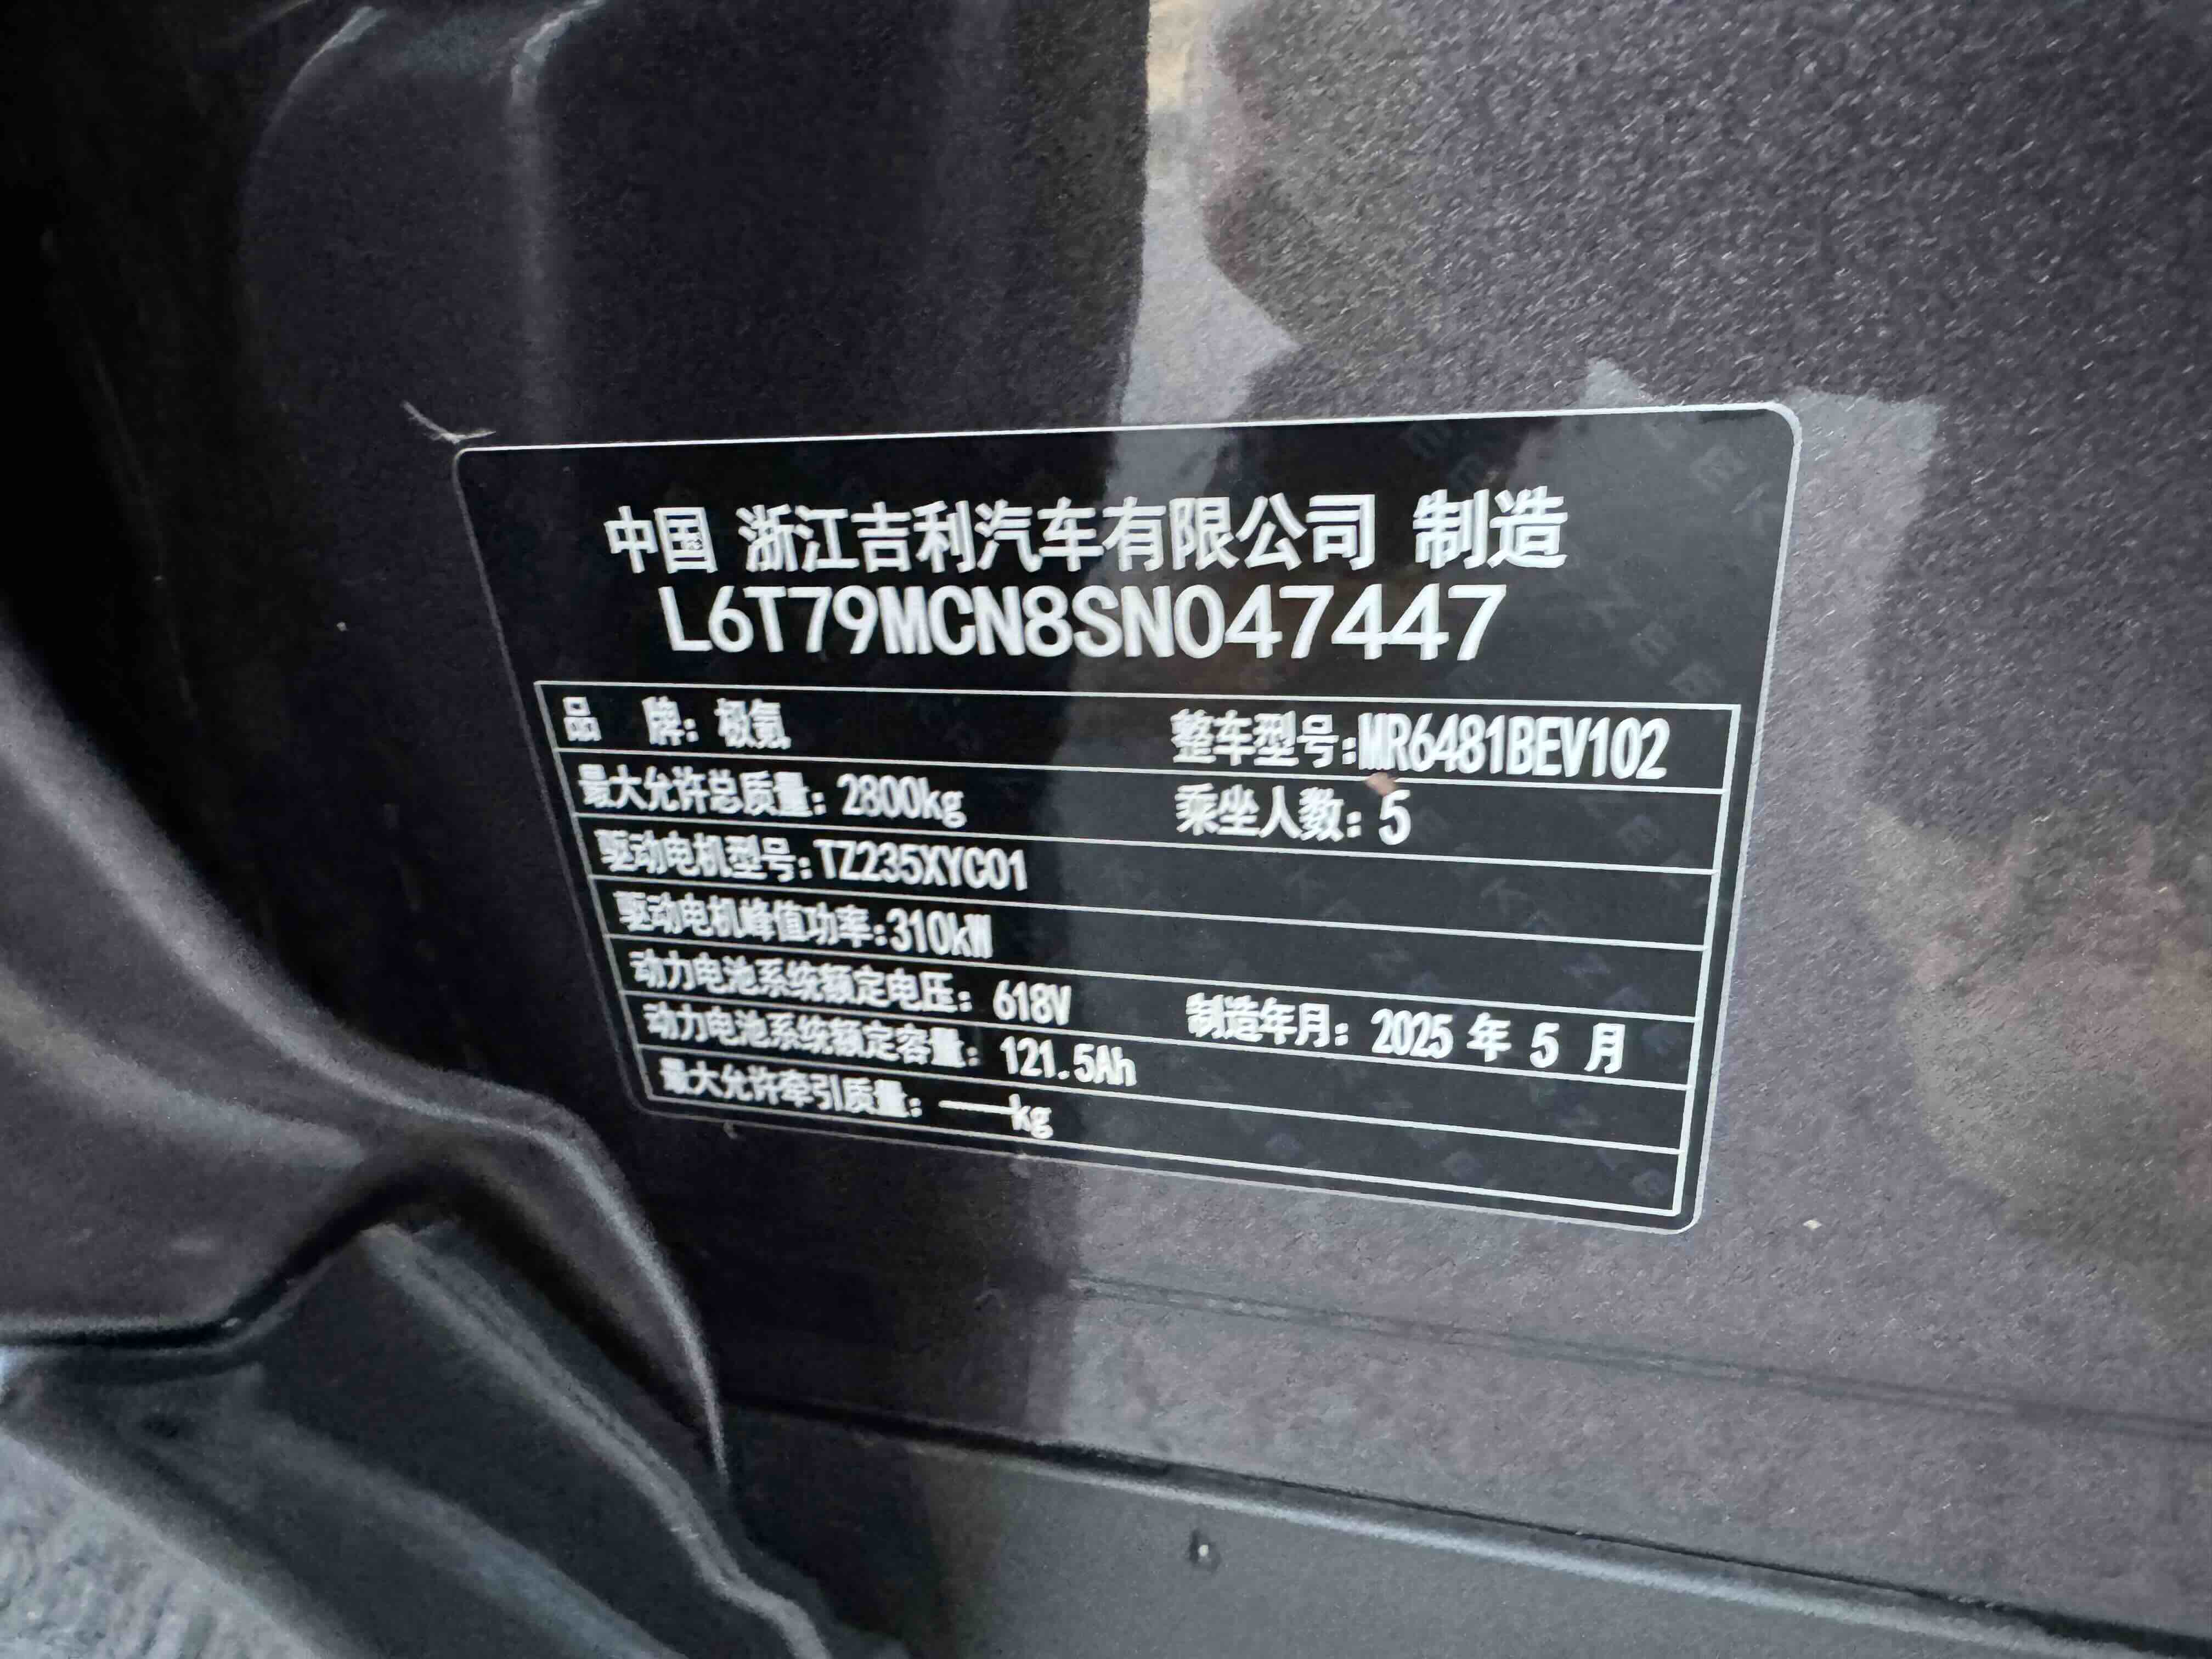 中国 浙江吉利汽车有限公司 制造
L6T79MCN8SN047447
品 牌: 极氪 整车型号:MR6481BEV102
最大允许总质量: 2800kg 乘坐人数: 5
驱动电机型号:TZ235XYC01
驱动电机峰值功率:310kW
动力电池系统额定电压: 618V 制造年月: 2025 年 5 月
动力电池系统额定容量: 121.5Ah
最大允许牵引质量: ——kg